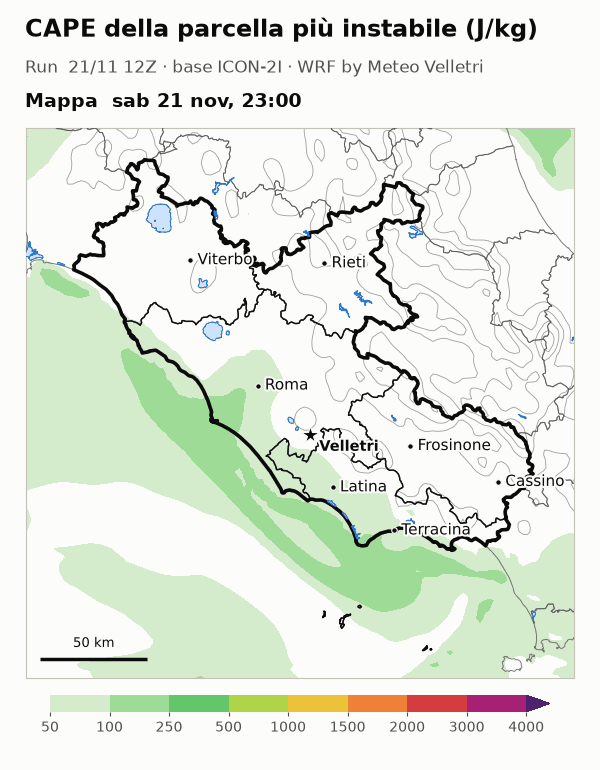 CAPE della parcella più instabile (J/kg)
Run  21/11 12Z · base ICON-2I · WRF by Meteo Velletri
Mappa  sab 21 nov, 23:00
Viterbo
Rieti
Roma
Velletri
Frosinone
Cassino
Latina
Terracina
50 km
50 100 250 500 1000 1500 2000 3000 4000